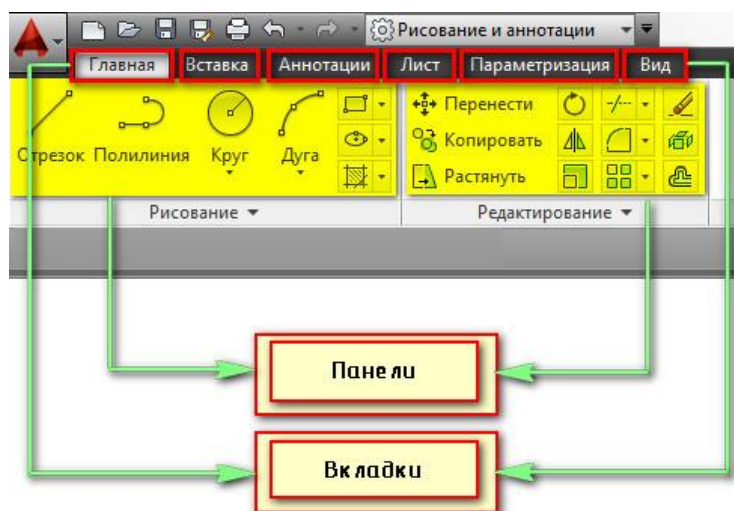 Рисование и аннотации
Главная Вставка Аннотации Лист Параметризация Вид
Отрезок Полилиния Круг Дуга
Перенести
Копировать
Растянуть
Рисование
Редактирование
Панели
Вкладки